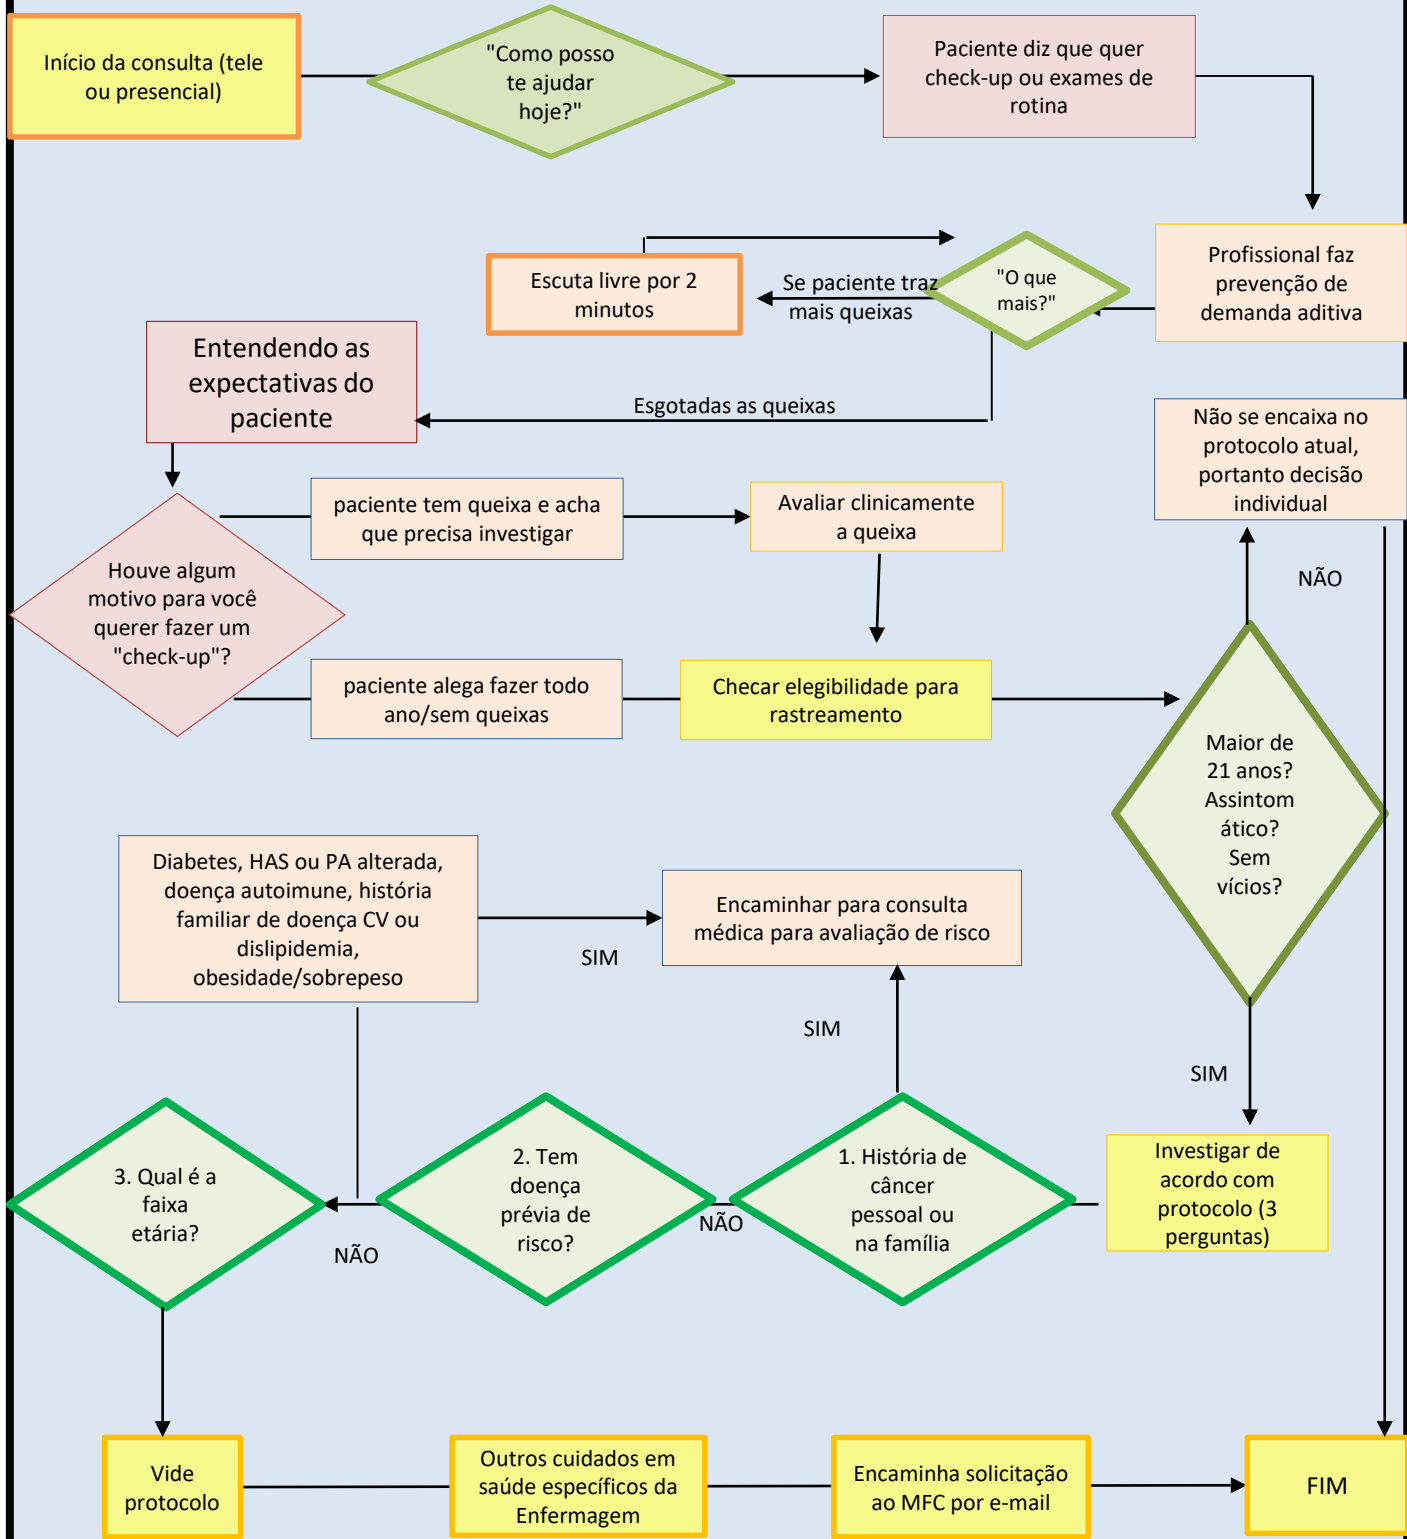 Início da consulta (tele
ou presencial)
"Como posso
te ajudar
hoje?"
Paciente diz que quer
check-up ou exames de
rotina
Profissional faz
prevenção de
demanda aditiva
"O que
mais?"
Se paciente traz
mais queixas
Escuta livre por 2
minutos
Esgotadas as queixas
Entendendo as
expectativas do
paciente
Houve algum
motivo para você
querer fazer um
"check-up"?
paciente tem queixa e acha
que precisa investigar
Avaliar clinicamente
a queixa
paciente alega fazer todo
ano/sem queixas
Checar elegibilidade para
rastreamento
Maior de
21 anos?
Assintom
ático?
Sem
vícios?
NÃO
Não se encaixa no
protocolo atual,
portanto decisão
individual
SIM
Investigar de
acordo com
protocolo (3
perguntas)
1. História de
câncer
pessoal ou
na família
SIM
Encaminhar para consulta
médica para avaliação de risco
NÃO
2. Tem
doença
prévia de
risco?
Diabetes, HAS ou PA alterada,
doença autoimune, história
familiar de doença CV ou
dislipidemia,
obesidade/sobrepeso
SIM
NÃO
3. Qual é a
faixa
etária?
Vide
protocolo
Outros cuidados em
saúde específicos da
Enfermagem
Encaminha solicitação
ao MFC por e-mail
FIM